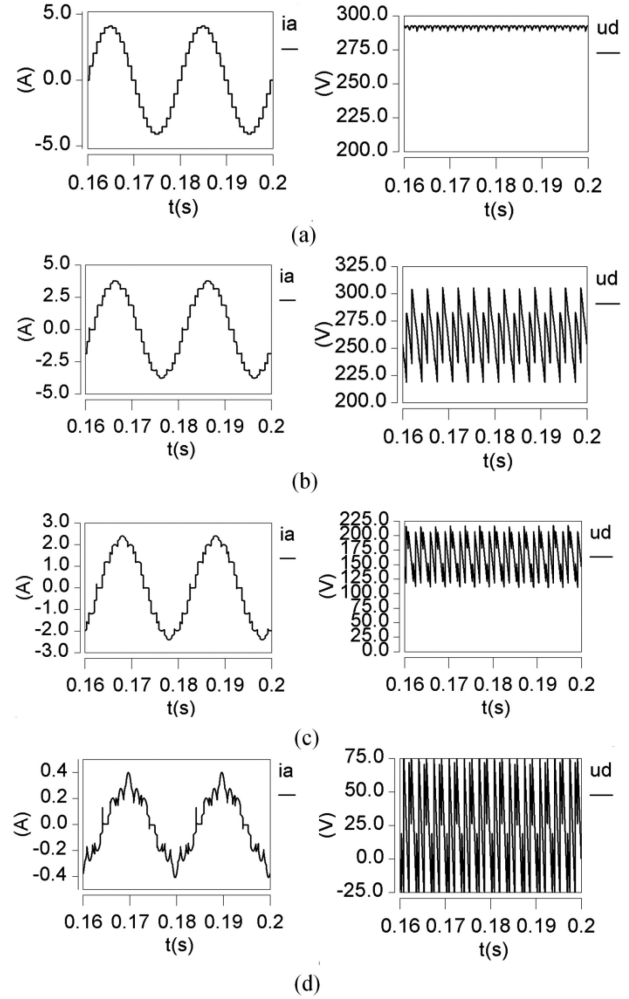 5.0
0.0
-5.0
(A)
ia
0.16 0.17 0.18 0.19 0.2
t(s)
300.0
275.0
250.0
225.0
200.0
(V)
ud
0.16 0.17 0.18 0.19 0.2
t(s)
(a)
5.0
2.5
0.0
-2.5
-5.0
(A)
ia
0.16 0.17 0.18 0.19 0.2
t(s)
325.0
300.0
275.0
250.0
225.0
200.0
(V)
ud
0.16 0.17 0.18 0.19 0.2
t(s)
(b)
3.0
2.0
1.0
0.0
-1.0
-2.0
-3.0
(A)
ia
0.16 0.17 0.18 0.19 0.2
t(s)
225.0
200.0
175.0
150.0
125.0
100.0
75.0
50.0
25.0
0.0
(V)
ud
0.16 0.17 0.18 0.19 0.2
t(s)
(c)
0.4
0.2
0.0
-0.2
-0.4
(A)
ia
0.16 0.17 0.18 0.19 0.2
t(s)
75.0
50.0
25.0
0.0
-25.0
(V)
ud
0.16 0.17 0.18 0.19 0.2
t(s)
(d)